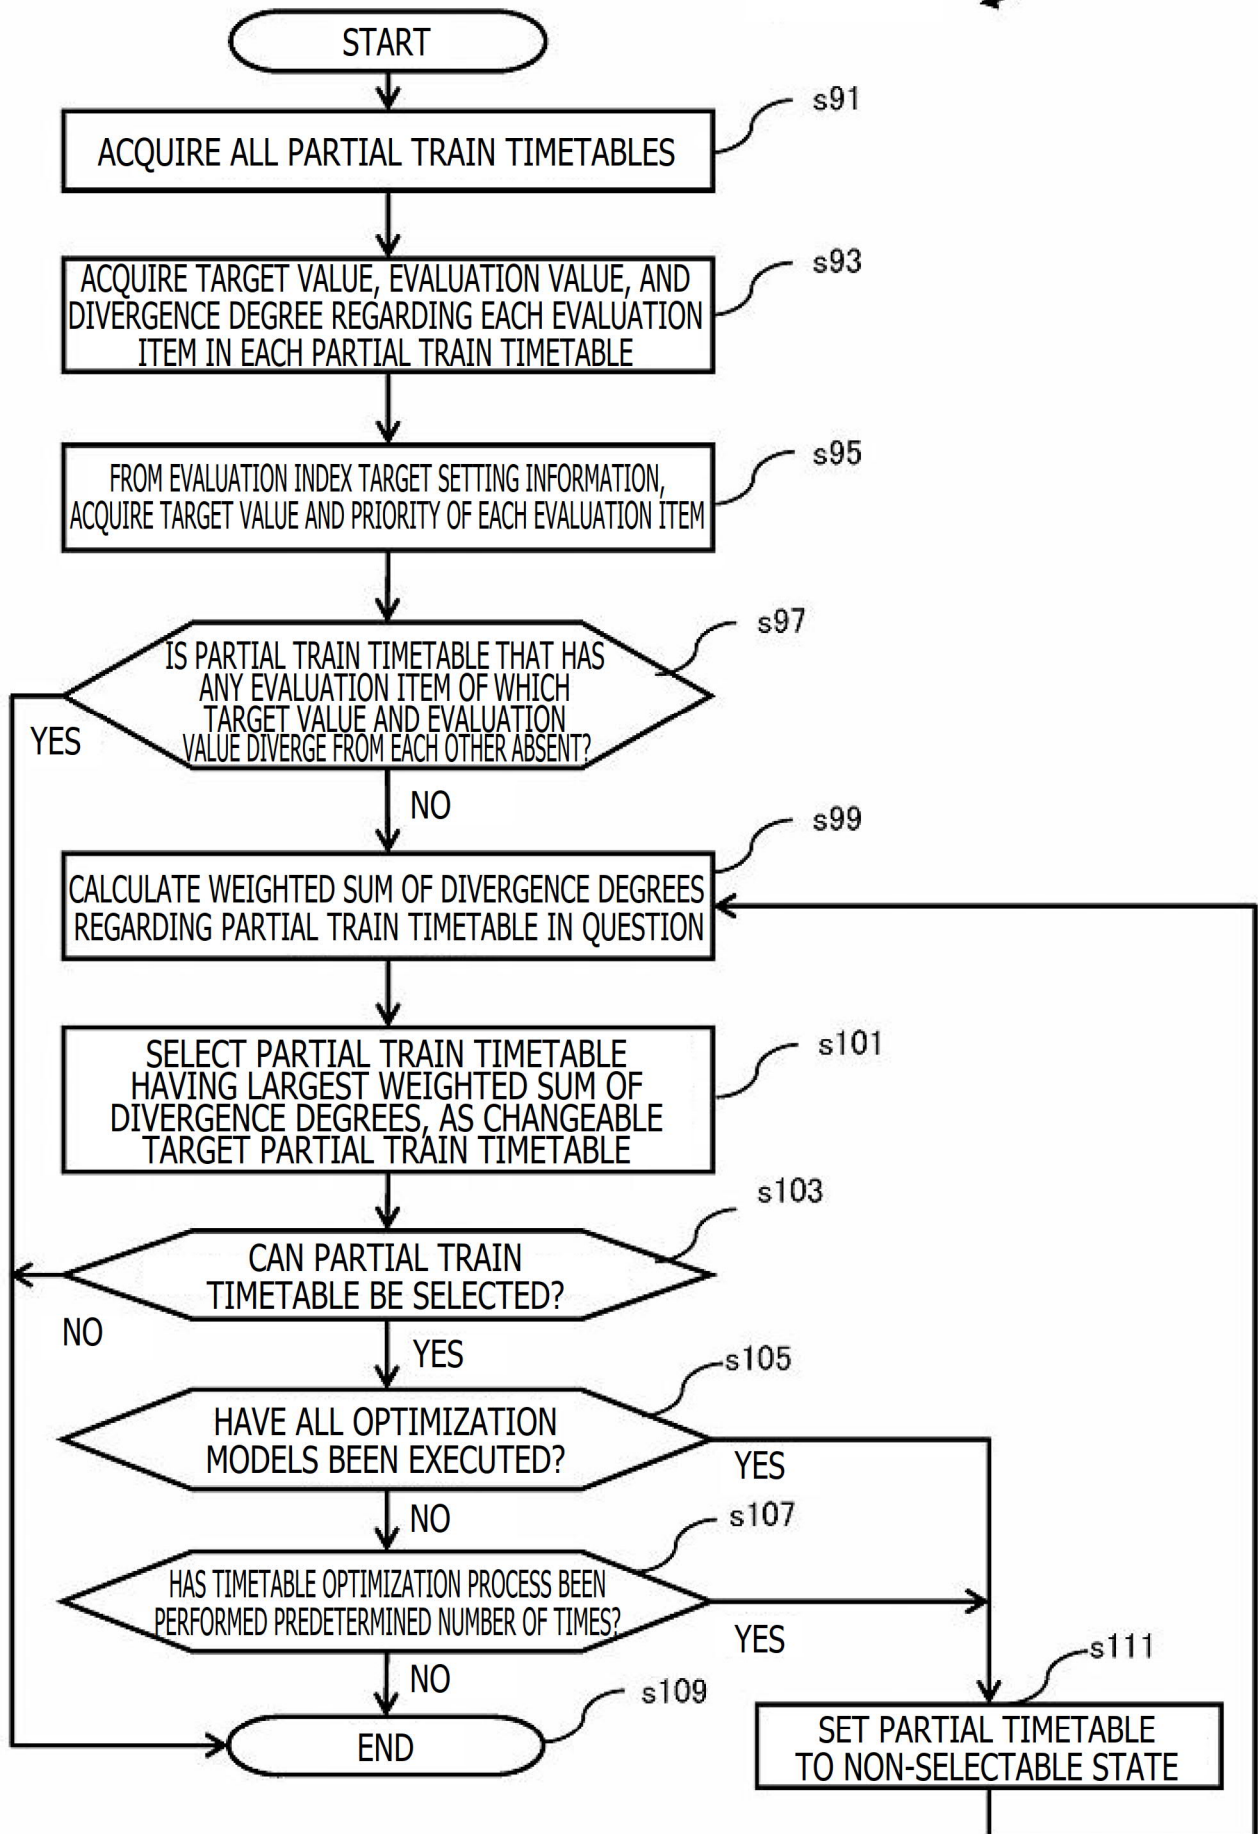 START
s91
ACQUIRE ALL PARTIAL TRAIN TIMETABLES
s93
ACQUIRE TARGET VALUE, EVALUATION VALUE, AND
DIVERGENCE DEGREE REGARDING EACH EVALUATION
ITEM IN EACH PARTIAL TRAIN TIMETABLE
s95
FROM EVALUATION INDEX TARGET SETTING INFORMATION,
ACQUIRE TARGET VALUE AND PRIORITY OF EACH EVALUATION ITEM
s97
IS PARTIAL TRAIN TIMETABLE THAT HAS
ANY EVALUATION ITEM OF WHICH
TARGET VALUE AND EVALUATION
VALUE DIVERGE FROM EACH OTHER ABSENT?
YES
NO
s99
CALCULATE WEIGHTED SUM OF DIVERGENCE DEGREES
REGARDING PARTIAL TRAIN TIMETABLE IN QUESTION
s101
SELECT PARTIAL TRAIN TIMETABLE
HAVING LARGEST WEIGHTED SUM OF
DIVERGENCE DEGREES, AS CHANGEABLE
TARGET PARTIAL TRAIN TIMETABLE
s103
CAN PARTIAL TRAIN
TIMETABLE BE SELECTED?
NO
YES
s105
HAVE ALL OPTIMIZATION
MODELS BEEN EXECUTED?
YES
NO
s107
HAS TIMETABLE OPTIMIZATION PROCESS BEEN
PERFORMED PREDETERMINED NUMBER OF TIMES?
YES
NO
s109
END
s111
SET PARTIAL TIMETABLE
TO NON-SELECTABLE STATE